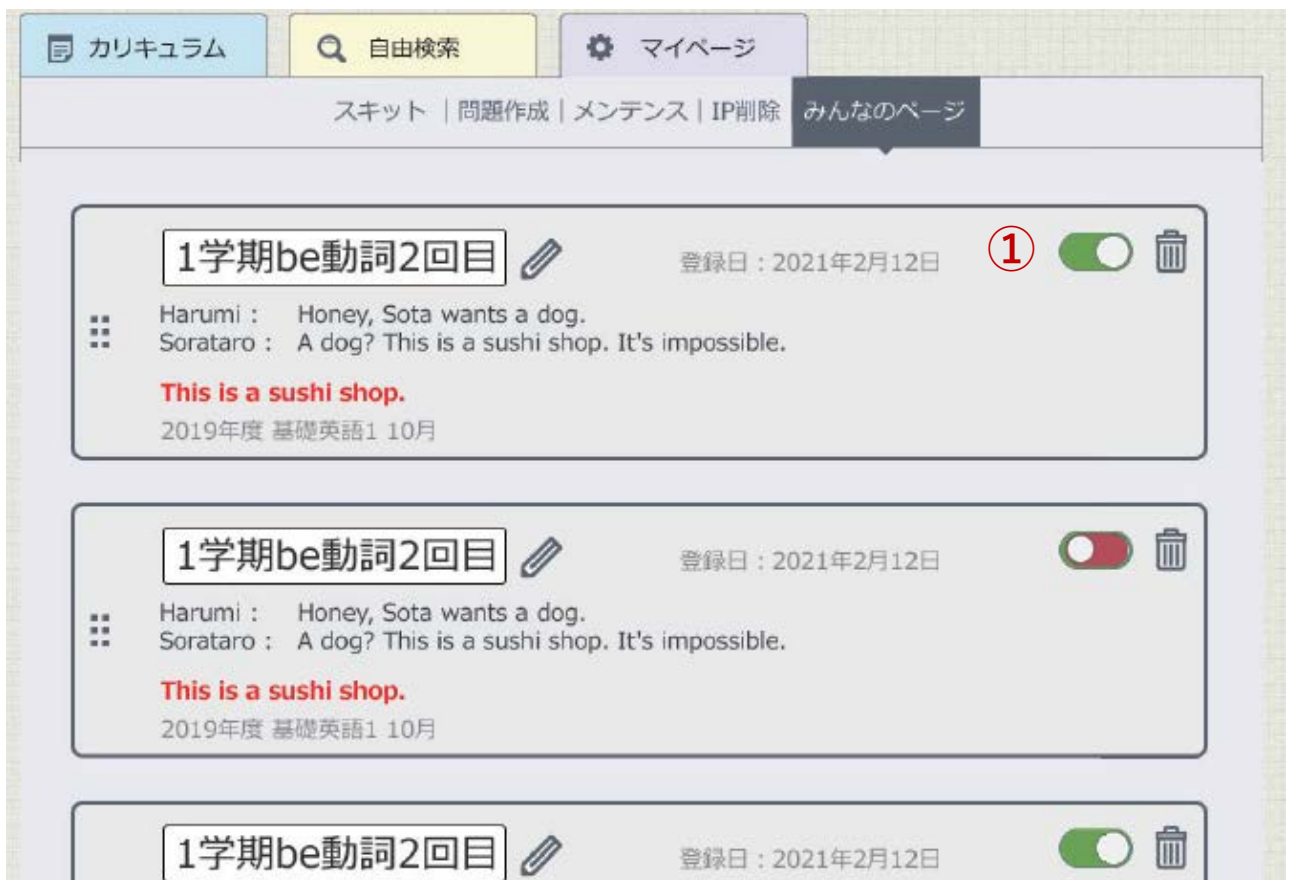 カリキュラム 自由検索 マイページ
スキット | 問題作成 | メンテンス | IP削除 みんなのページ
1学期be動詞2回目 登録日：2021年2月12日 ①
Harumi : Honey, Sota wants a dog.
Sorataro : A dog? This is a sushi shop. It's impossible.
This is a sushi shop.
2019年度 基礎英語1 10月
1学期be動詞2回目 登録日：2021年2月12日
Harumi : Honey, Sota wants a dog.
Sorataro : A dog? This is a sushi shop. It's impossible.
This is a sushi shop.
2019年度 基礎英語1 10月
1学期be動詞2回目 登録日：2021年2月12日